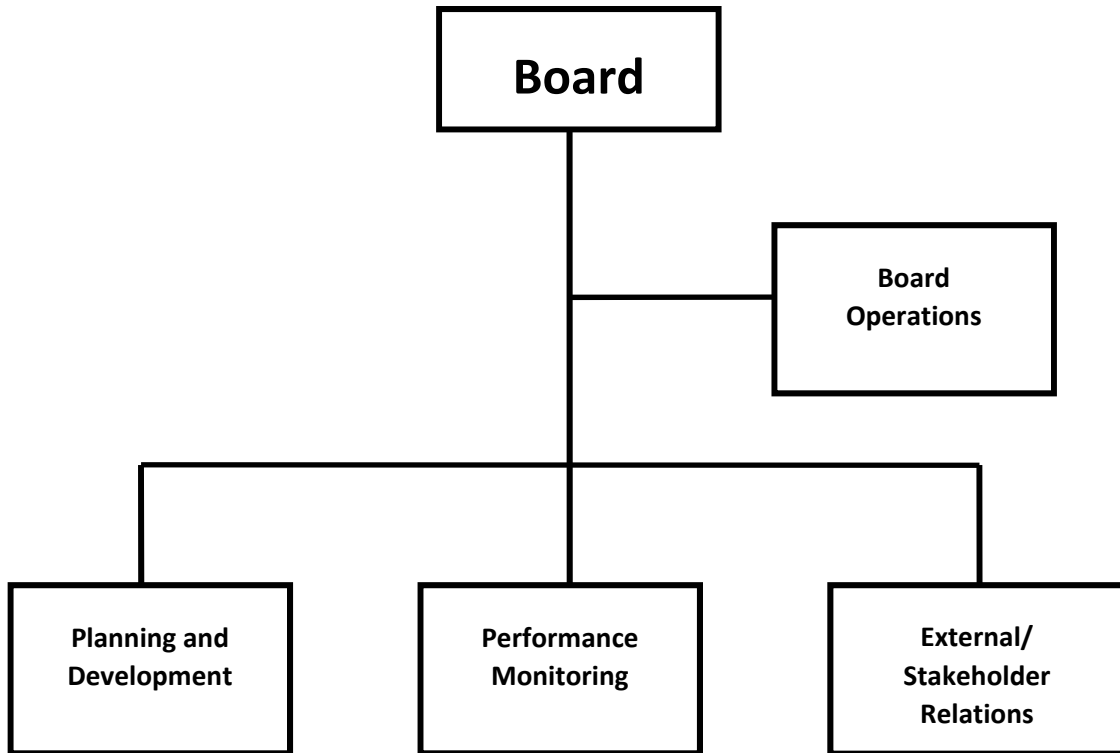 Board
Board
Operations
Planning and
Development
Performance
Monitoring
External/
Stakeholder
Relations